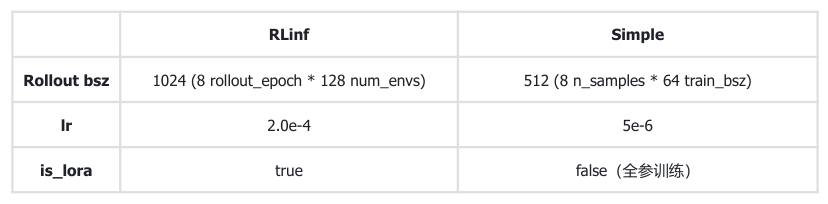 RLinf Simple
Rollout bsz 1024 (8 rollout_epoch * 128 num_envs) 512 (8 n_samples * 64 train_bsz)
lr 2.0e-4 5e-6
is_lora true false（全参训练）